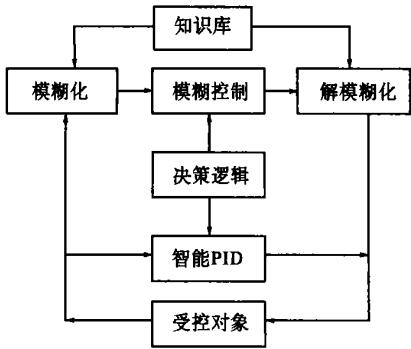 知识库
模糊化
模糊控制
解模糊化
决策逻辑
智能PID
受控对象